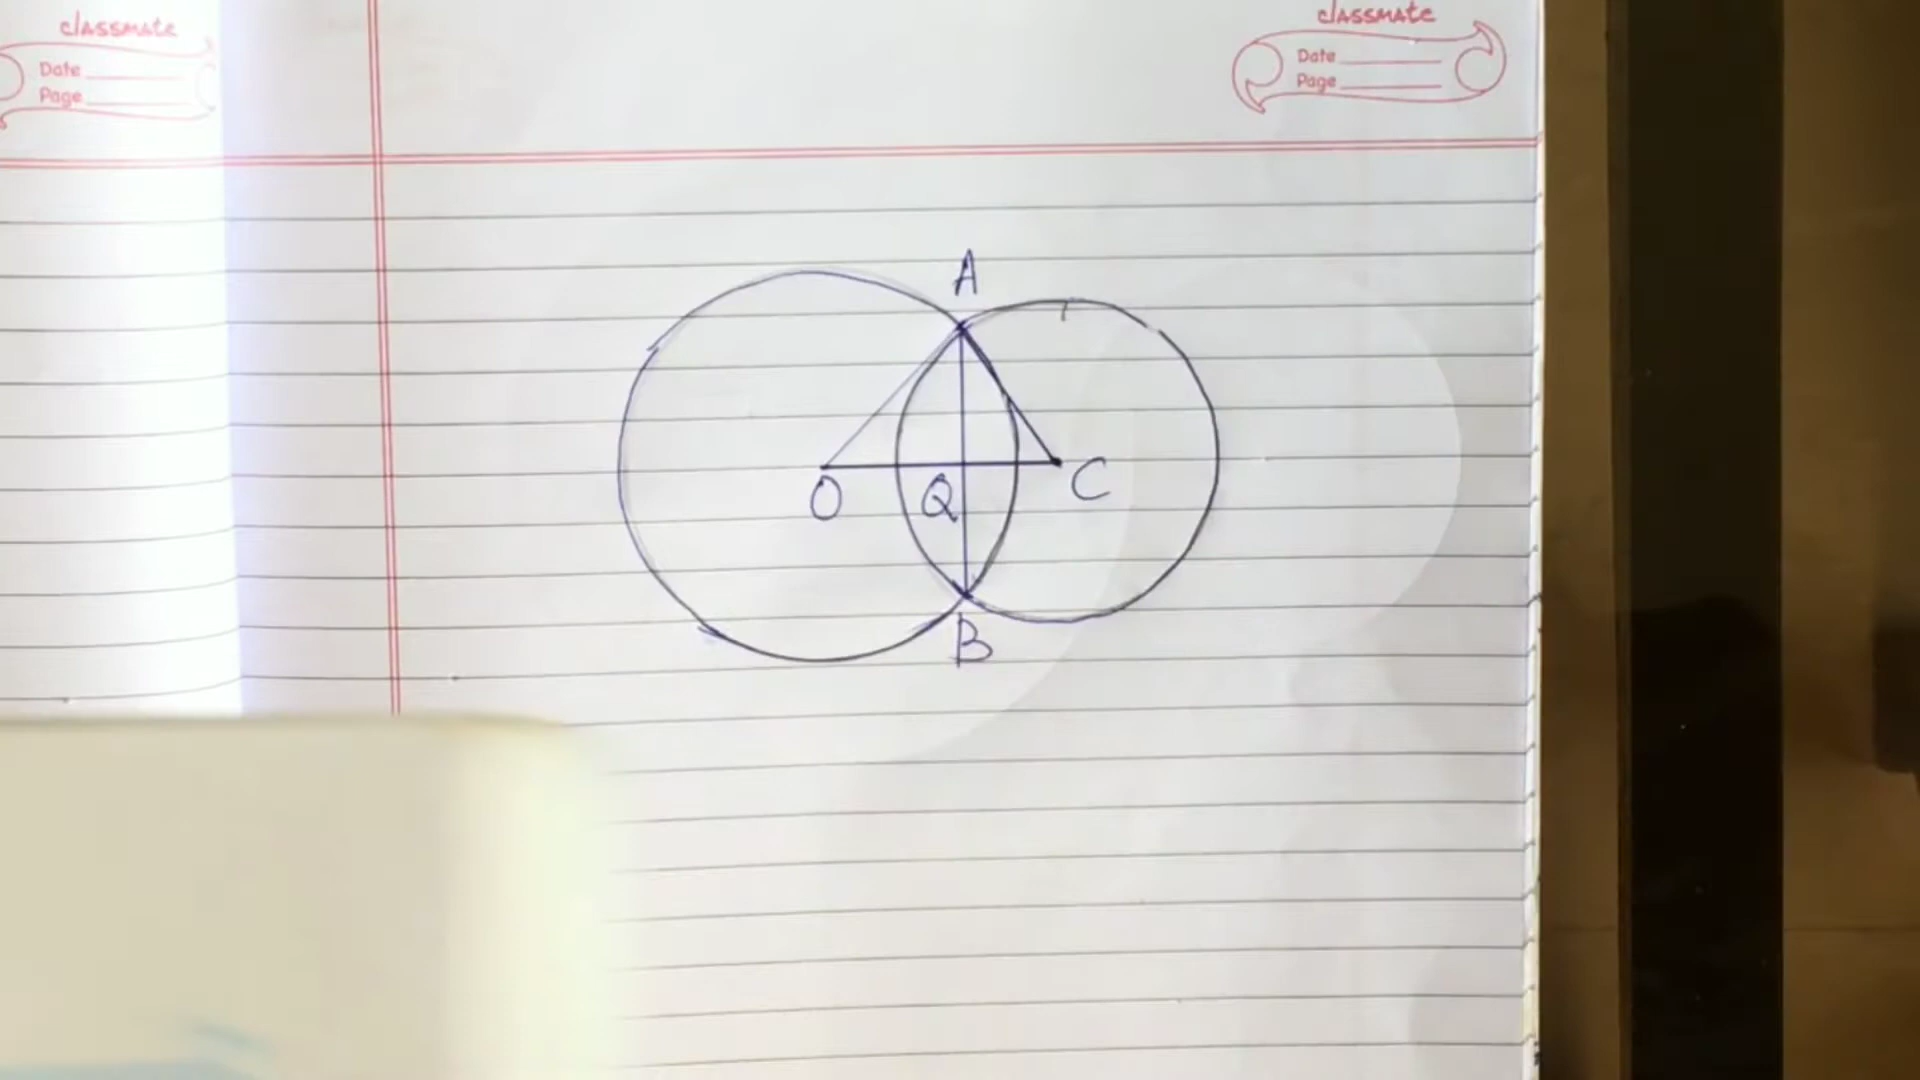 classmate
Date
Page
classmate
Date
Page
A
O
Q
C
B